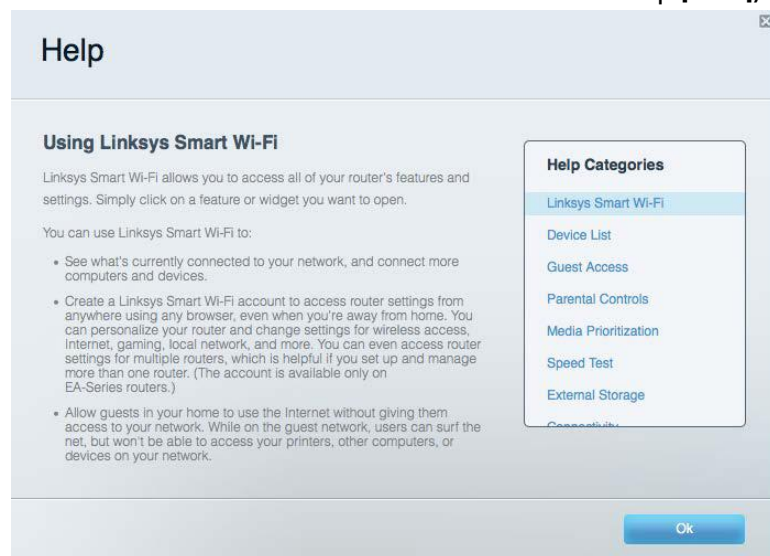 Help
Using Linksys Smart Wi-Fi
Linksys Smart Wi-Fi allows you to access all of your router's features and
settings. Simply click on a feature or widget you want to open.
You can use Linksys Smart Wi-Fi to:
• See what's currently connected to your network, and connect more
computers and devices.
• Create a Linksys Smart Wi-Fi account to access router settings from
anywhere using any browser, even when you're away from home. You
can personalize your router and change settings for wireless access,
Internet, gaming, local network, and more. You can even access router
settings for multiple routers, which is helpful if you set up and manage
more than one router. (The account is available only on
EA-Series routers.)
• Allow guests in your home to use the Internet without giving them
access to your network. While on the guest network, users can surf the
net, but won't be able to access your printers, other computers, or
devices on your network.
Help Categories
Linksys Smart Wi-Fi
Device List
Guest Access
Parental Controls
Media Prioritization
Speed Test
External Storage
Connectivity
Ok